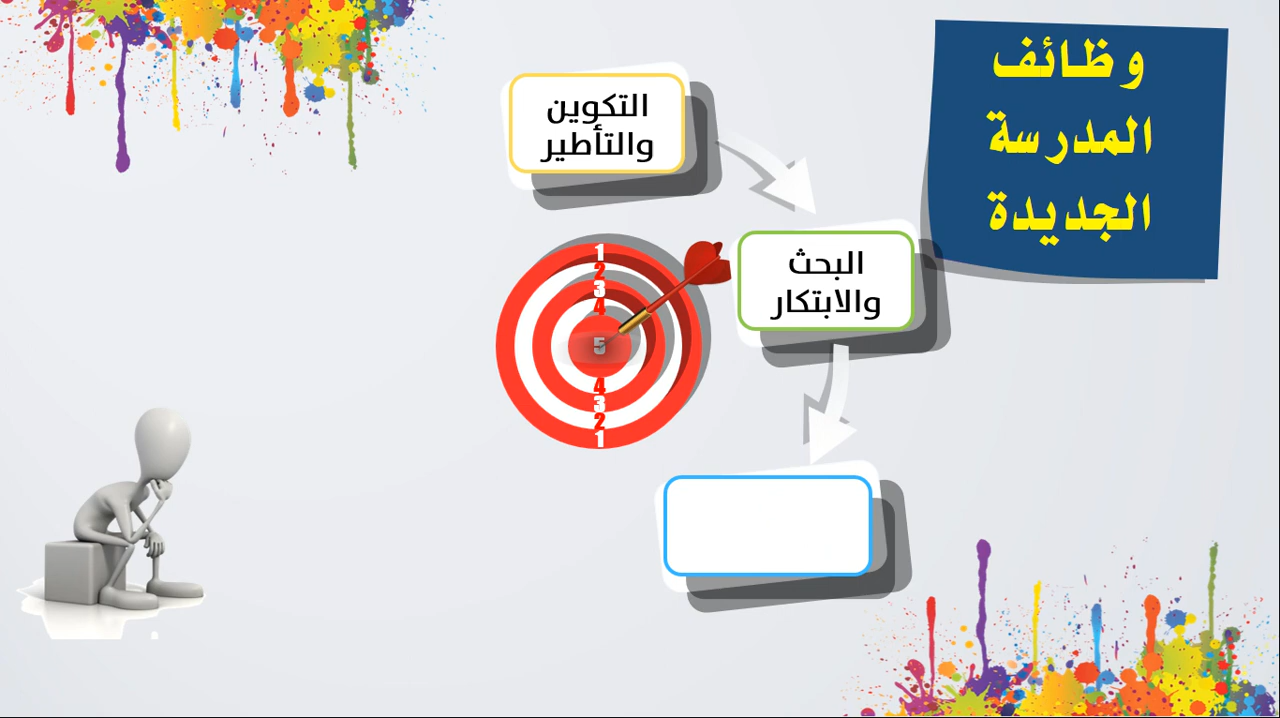 وظائف
المدرسة
الجديدة
التكوين
والتأطير
البحث
والابتكار
1
2
3
4
5
4
3
2
1